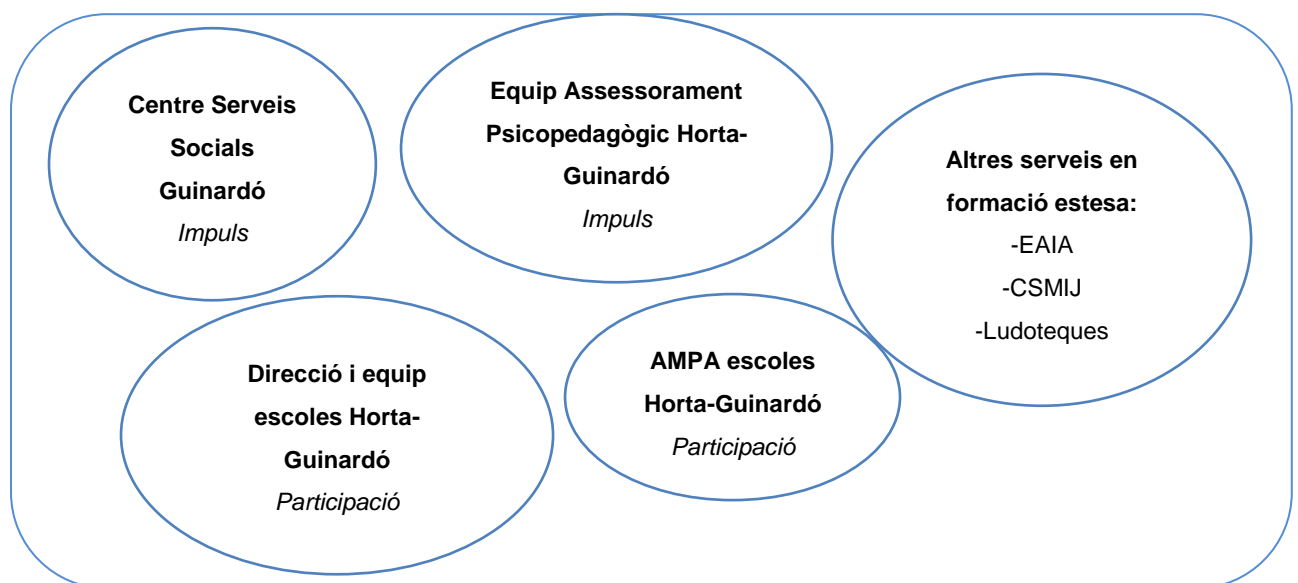 Centre Serveis
Socials
Guinardó
Impuls
Equip Assessorament
Psicopedagògic Horta-
Guinardó
Impuls
Altres serveis en
formació estesa:
-EAIA
-CSMIJ
-Ludoteques
Direcció i equip
escoles Horta-
Guinardó
Participació
AMPA escoles
Horta-Guinardó
Participació